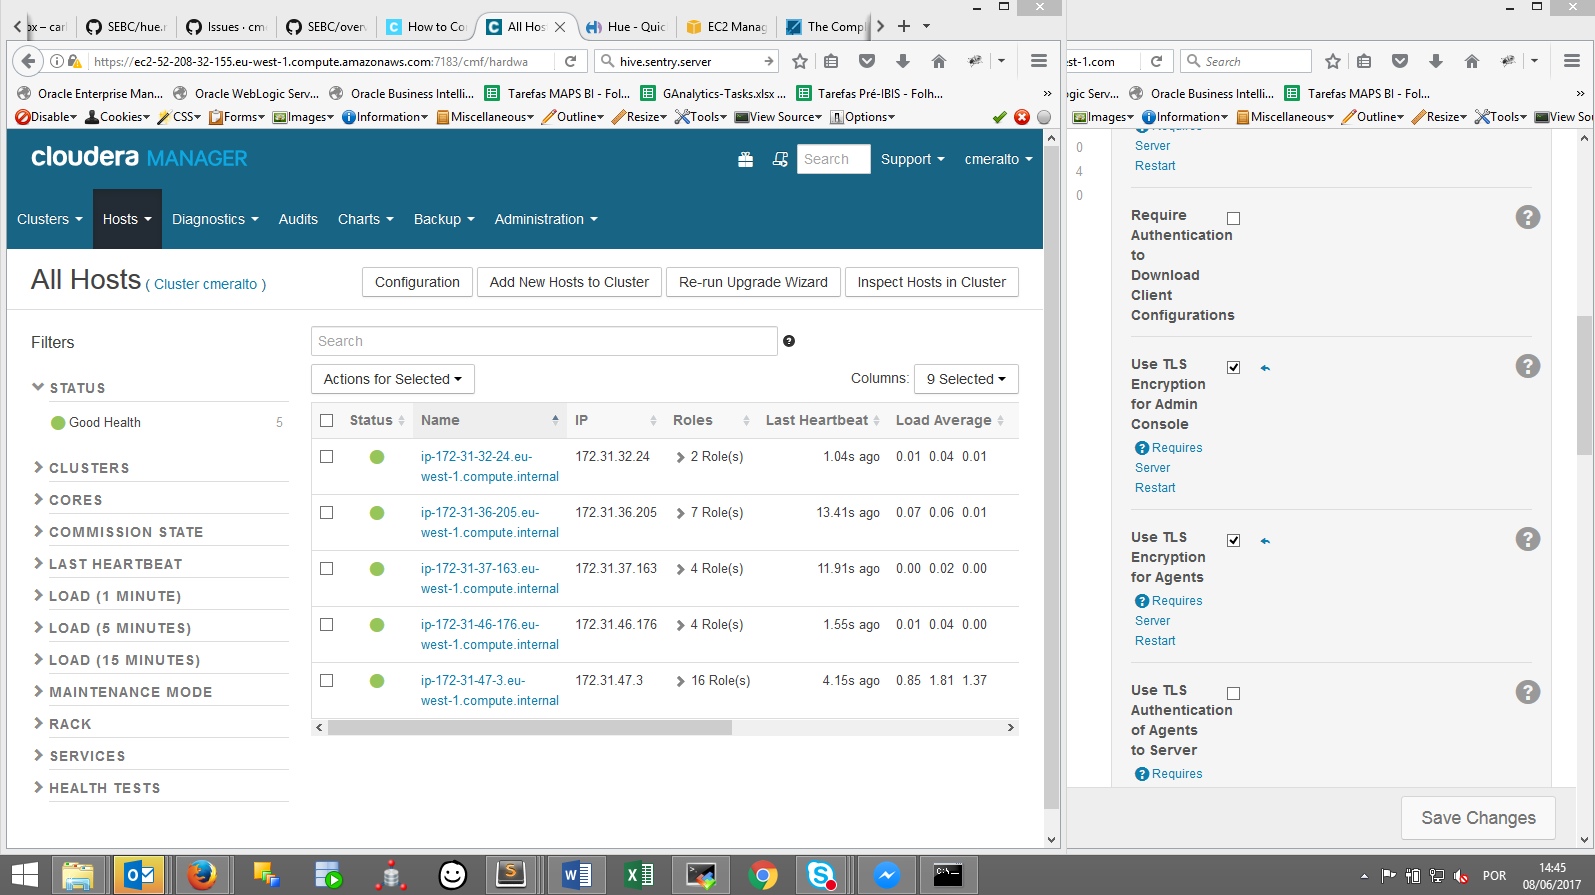 ox – carl
SEBC/hue.r
Issues · cme
SEBC/over
How to Co
All Hos
Hue - Quic
EC2 Manag
The Compl
https://ec2-52-208-32-155.eu-west-1.compute.amazonaws.com:7183/cmf/hardwa
hive.sentry.server
Oracle Enterprise Man...
Oracle WebLogic Serv...
Oracle Business Intelli...
Tarefas MAPS BI - Fol...
GAnalytics-Tasks.xlsx ...
Tarefas Pré-IBIS - Folh...
Disable
Cookies
CSS
Forms
Images
Information
Miscellaneous
Outline
Resize
Tools
View Source
Options
cloudera MANAGER
Search
Support
cmeralto
Clusters
Hosts
Diagnostics
Audits
Charts
Backup
Administration
All Hosts ( Cluster cmeralto )
Configuration
Add New Hosts to Cluster
Re-run Upgrade Wizard
Inspect Hosts in Cluster
Filters
STATUS
Good Health 5
CLUSTERS
CORES
COMMISSION STATE
LAST HEARTBEAT
LOAD (1 MINUTE)
LOAD (5 MINUTES)
LOAD (15 MINUTES)
MAINTENANCE MODE
RACK
SERVICES
HEALTH TESTS
Search
Actions for Selected
Columns: 9 Selected
Status Name IP Roles Last Heartbeat Load Average
ip-172-31-32-24.eu- 172.31.32.24 2 Role(s) 1.04s ago 0.01 0.04 0.01
west-1.compute.internal
ip-172-31-36-205.eu- 172.31.36.205 7 Role(s) 13.41s ago 0.07 0.06 0.01
west-1.compute.internal
ip-172-31-37-163.eu- 172.31.37.163 4 Role(s) 11.91s ago 0.00 0.02 0.00
west-1.compute.internal
ip-172-31-46-176.eu- 172.31.46.176 4 Role(s) 1.55s ago 0.01 0.04 0.00
west-1.compute.internal
ip-172-31-47-3.eu- 172.31.47.3 16 Role(s) 4.15s ago 0.85 1.81 1.37
west-1.compute.internal
st-1.com
Search
gic Serv...
Oracle Business Intelli...
Tarefas MAPS BI - Fol...
Images
Information
Miscellaneous
Outline
Resize
Tools
View So
0
4
0
Requires
Server
Restart
Require
Authentication
to
Download
Client
Configurations
Use TLS
Encryption
for Admin
Console
Requires
Server
Restart
Use TLS
Encryption
for Agents
Requires
Server
Restart
Use TLS
Authentication
of Agents
to Server
Requires
Save Changes
POR
14:45
08/06/2017